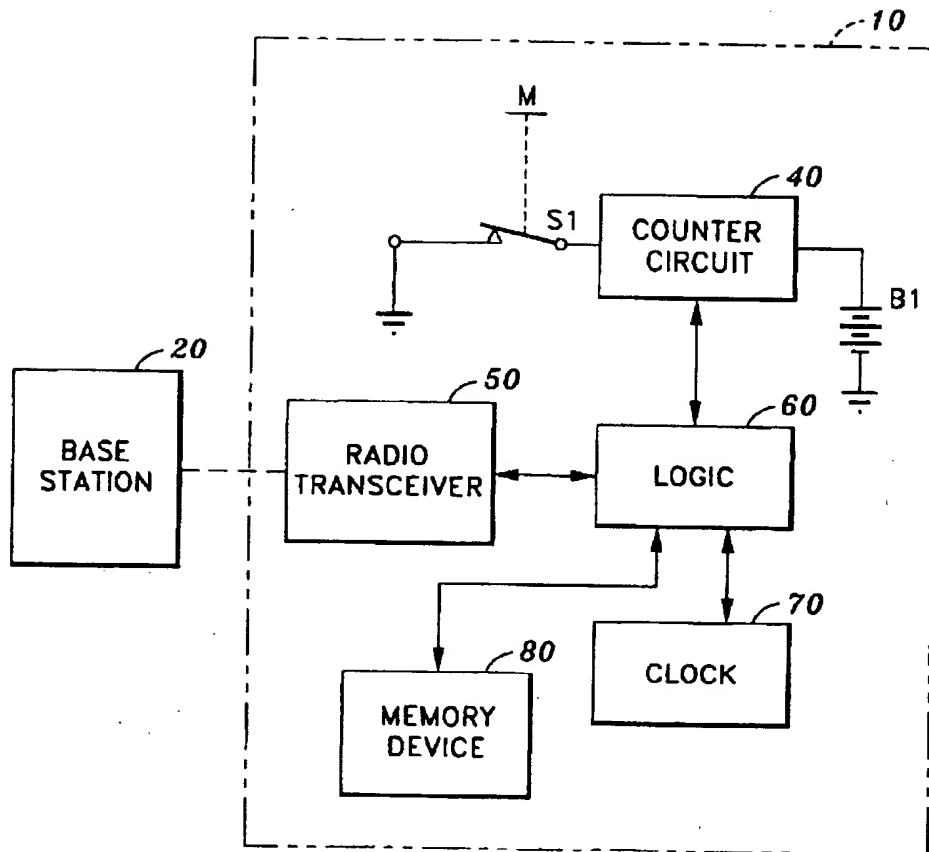 10
M
40
S1
COUNTER
CIRCUIT
B1
20
50
60
BASE
STATION
RADIO
TRANSCEIVER
LOGIC
70
80
CLOCK
MEMORY
DEVICE